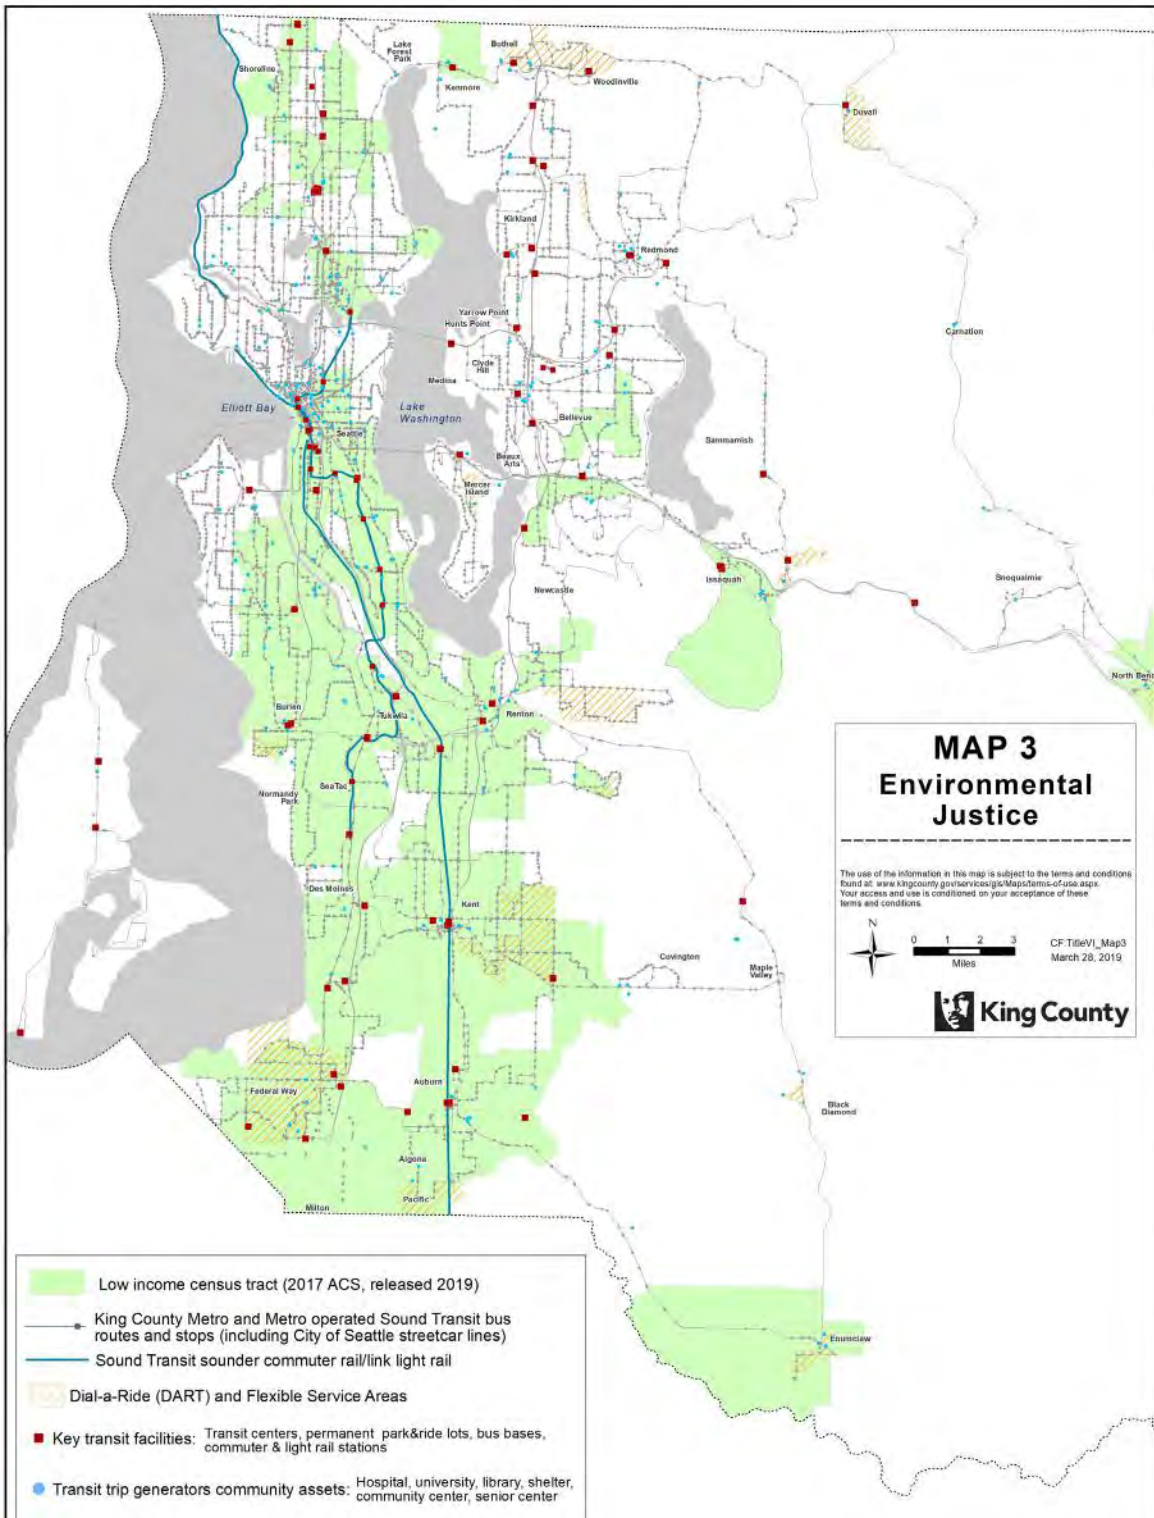 Shoreline
Lake
Forest
Park
Kenmore
Bothell
Woodinville
Duvall
Kirkland
Redmond
Yarrow Point
Hunts Point
Clyde
Hill
Medina
Carnation
Elliott Bay
Lake
Washington
Seattle
Bellevue
Beaux
Arts
Sammamish
Mercer
Island
Newcastle
Issaquah
Snoqualmie
North Bend
Burien
Tukwila
Renton
Normandy
Park
SeaTac
Des Moines
Kent
Covington
Maple
Valley
Federal Way
Auburn
Black
Diamond
Algona
Pacific
Milton
Enumclaw
MAP 3
Environmental
Justice
The use of the information in this map is subject to the terms and conditions
found at: www.kingcounty.gov/services/gis/Maps/terms-of-use.aspx.
Your access and use is conditioned on your acceptance of these
terms and conditions.
N
0 1 2 3
Miles
CF:TitleVI_Map3
March 28, 2019
King County
Low income census tract (2017 ACS, released 2019)
King County Metro and Metro operated Sound Transit bus
routes and stops (including City of Seattle streetcar lines)
Sound Transit sounder commuter rail/link light rail
Dial-a-Ride (DART) and Flexible Service Areas
Key transit facilities: Transit centers, permanent park&ride lots, bus bases,
commuter & light rail stations
Transit trip generators community assets: Hospital, university, library, shelter,
community center, senior center